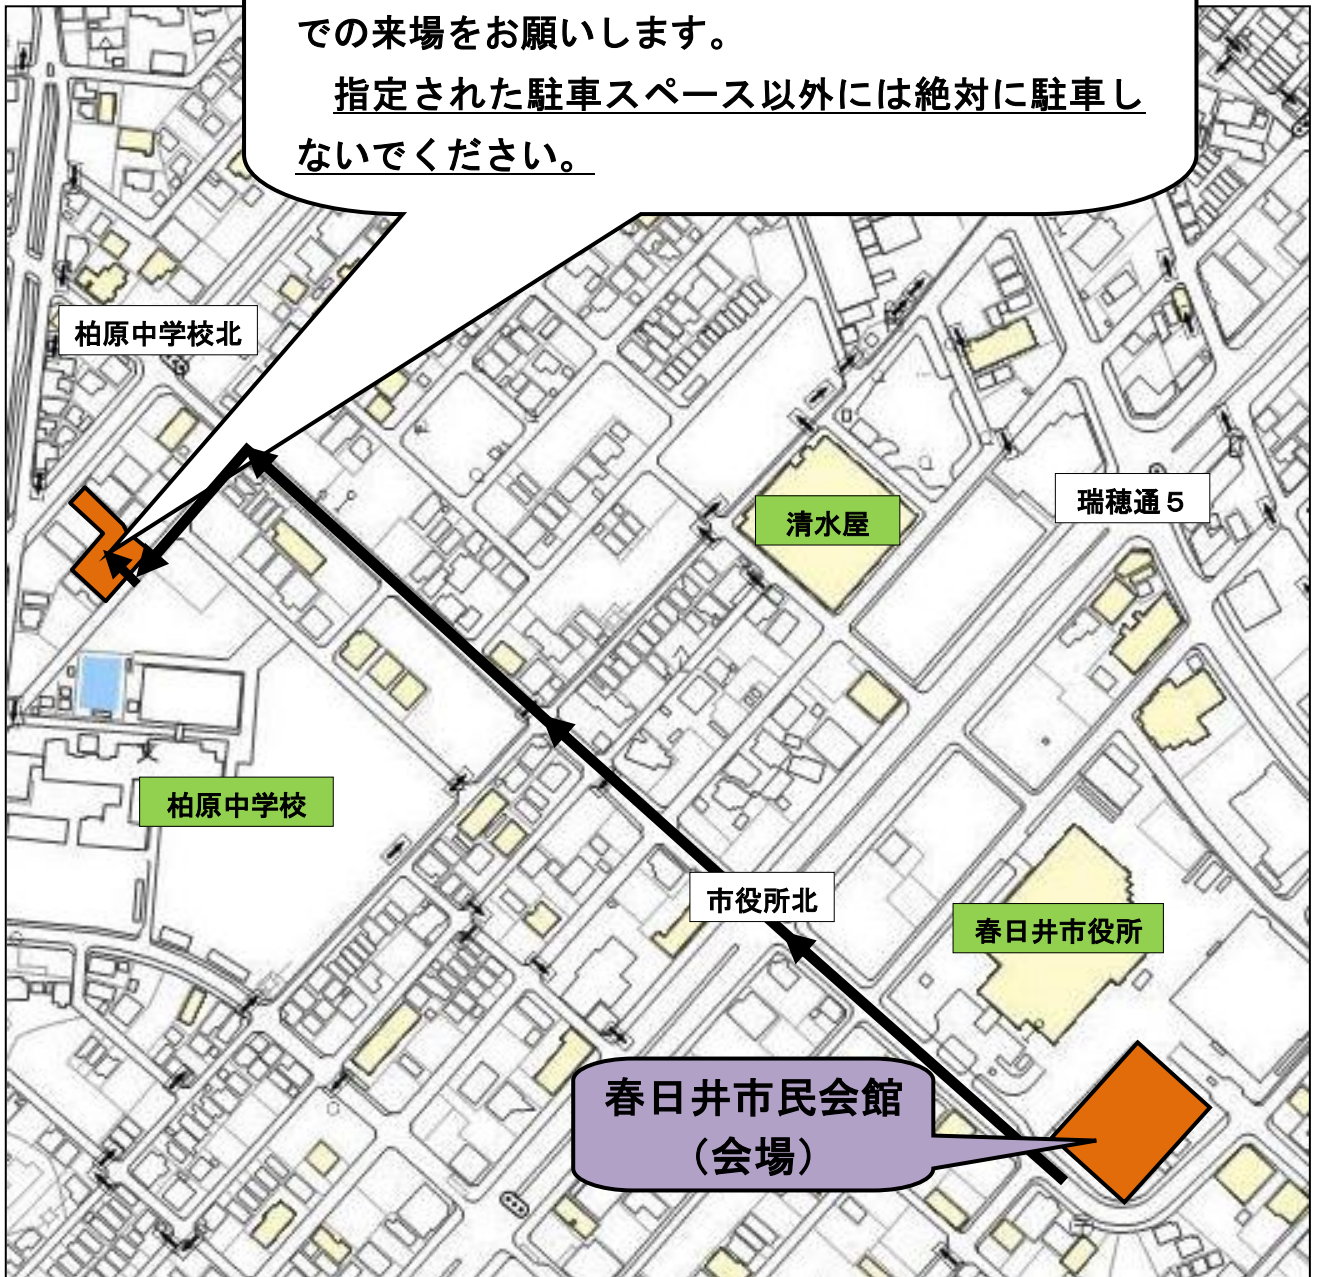 での来場をお願いします。
指定された駐車スペース以外には絶対に駐車し
ないでください。
柏原中学校北
瑞穂通５
清水屋
柏原中学校
市役所北
春日井市役所
春日井市民会館
（会場）